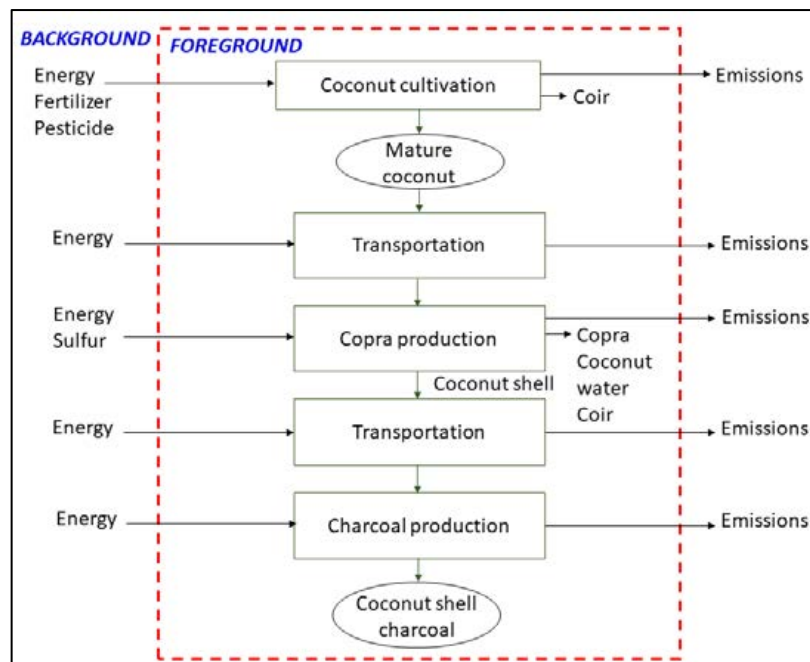 BACKGROUND
FOREGROUND
Energy
Fertilizer
Pesticide
Coconut cultivation
Emissions
Coir
Mature
coconut
Energy
Transportation
Emissions
Energy
Sulfur
Copra production
Emissions
Copra
Coconut
water
Coir
Coconut shell
Energy
Transportation
Emissions
Energy
Charcoal production
Emissions
Coconut shell
charcoal